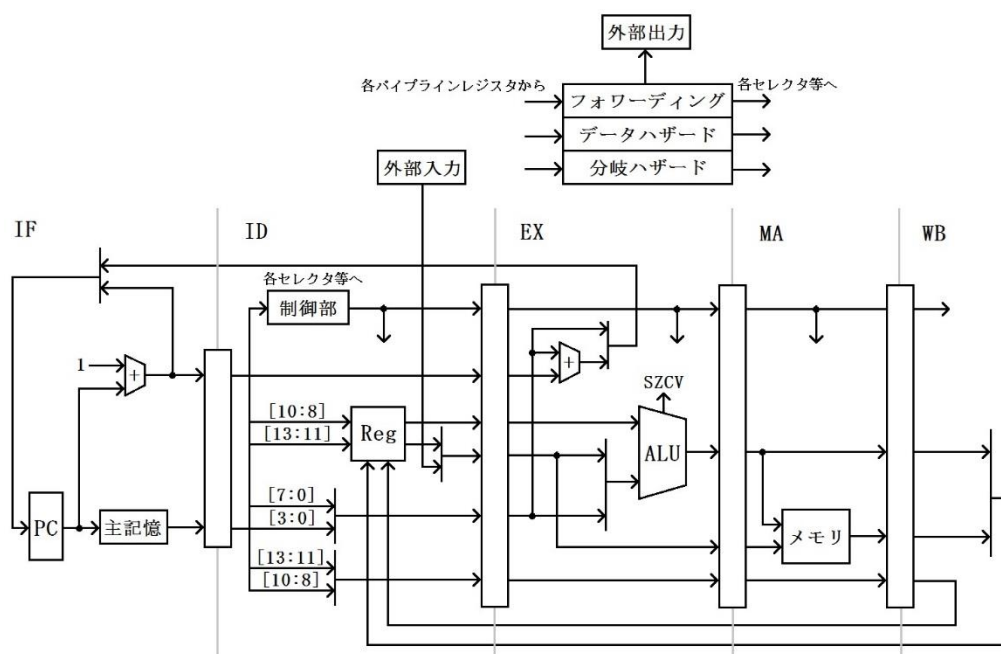 外部出力
各パイプラインレジスタから
各セレクタ等へ
フォワーディング
データハザード
分岐ハザード
外部入力
IF
ID
EX
MA
WB
各セレクタ等へ
制御部
1
+
+
SZCV
[10:8]
[13:11]
Reg
ALU
[7:0]
[3:0]
PC
主記憶
メモリ
[13:11]
[10:8]